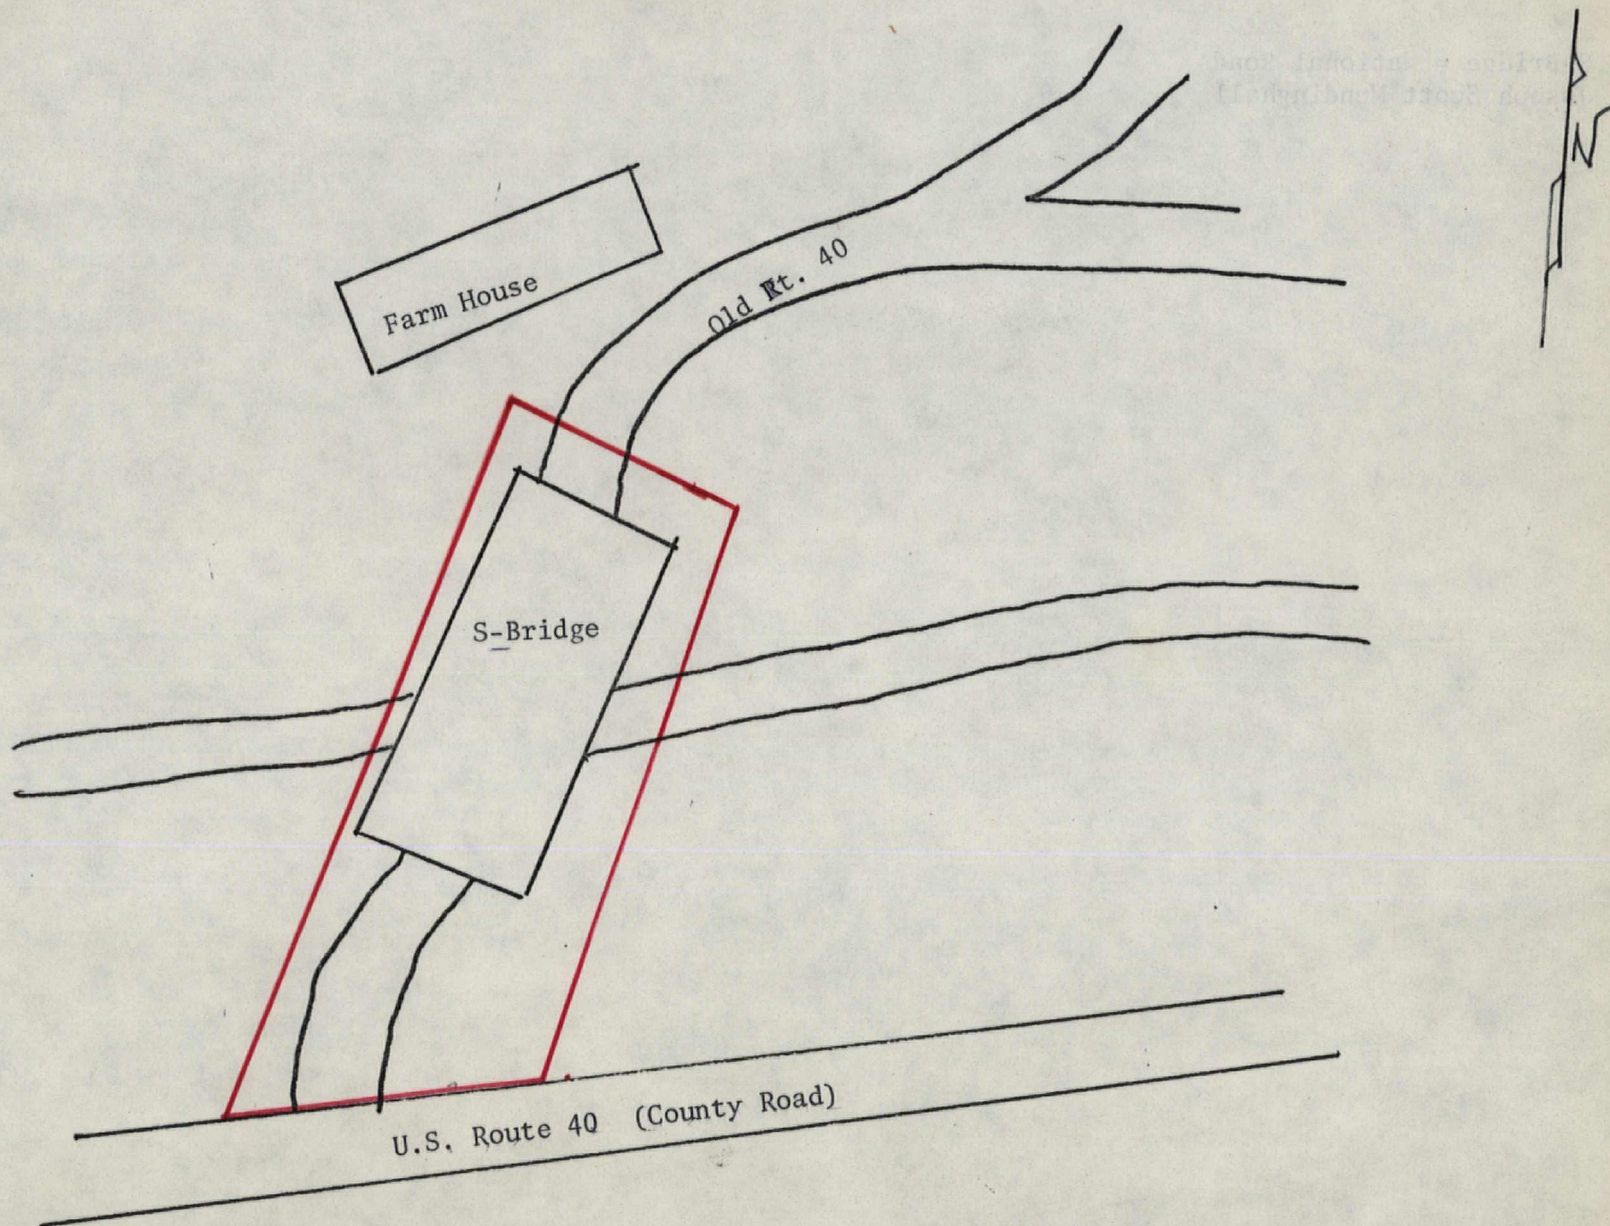 N
Farm House
Old Rt. 40
S-Bridge
U.S. Route 40 (County Road)